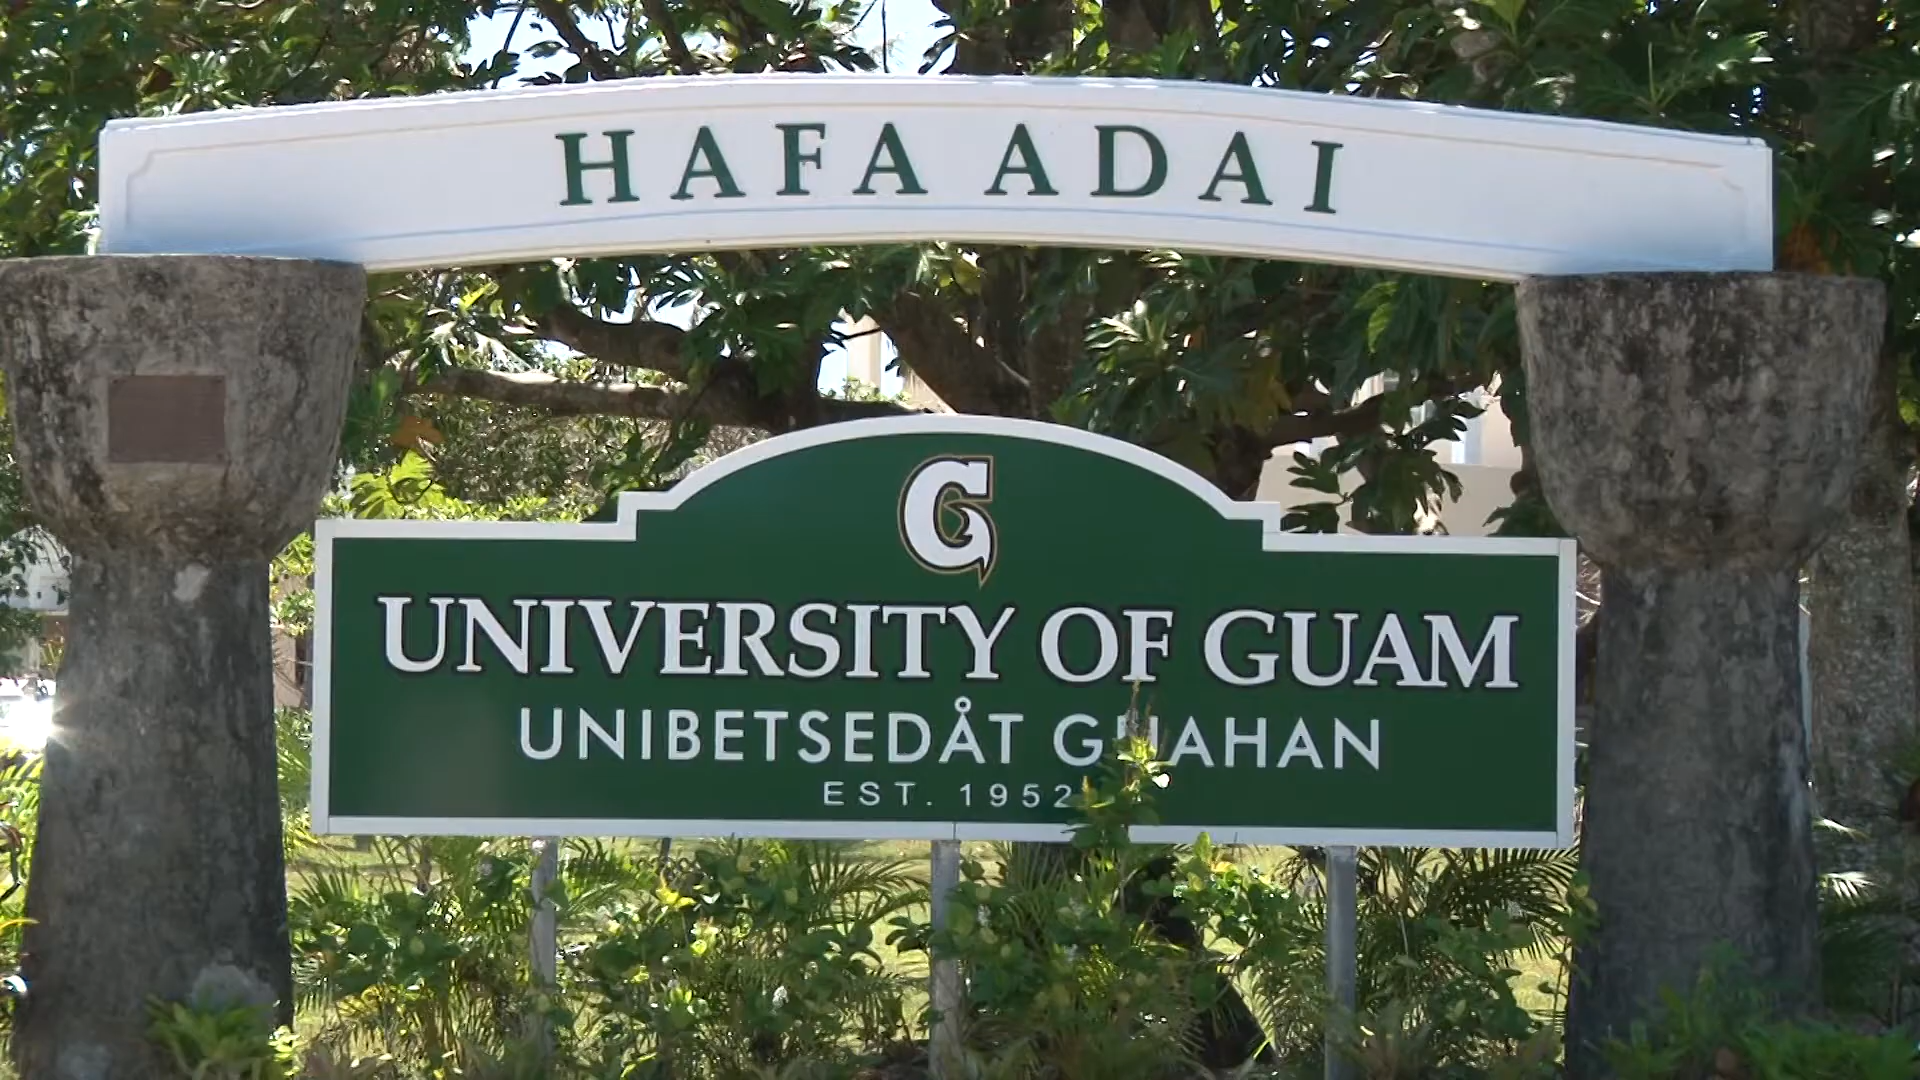 HAFA ADAI
G
UNIVERSITY OF GUAM
UNIBETSEDÅT GUAHAN
EST. 1952